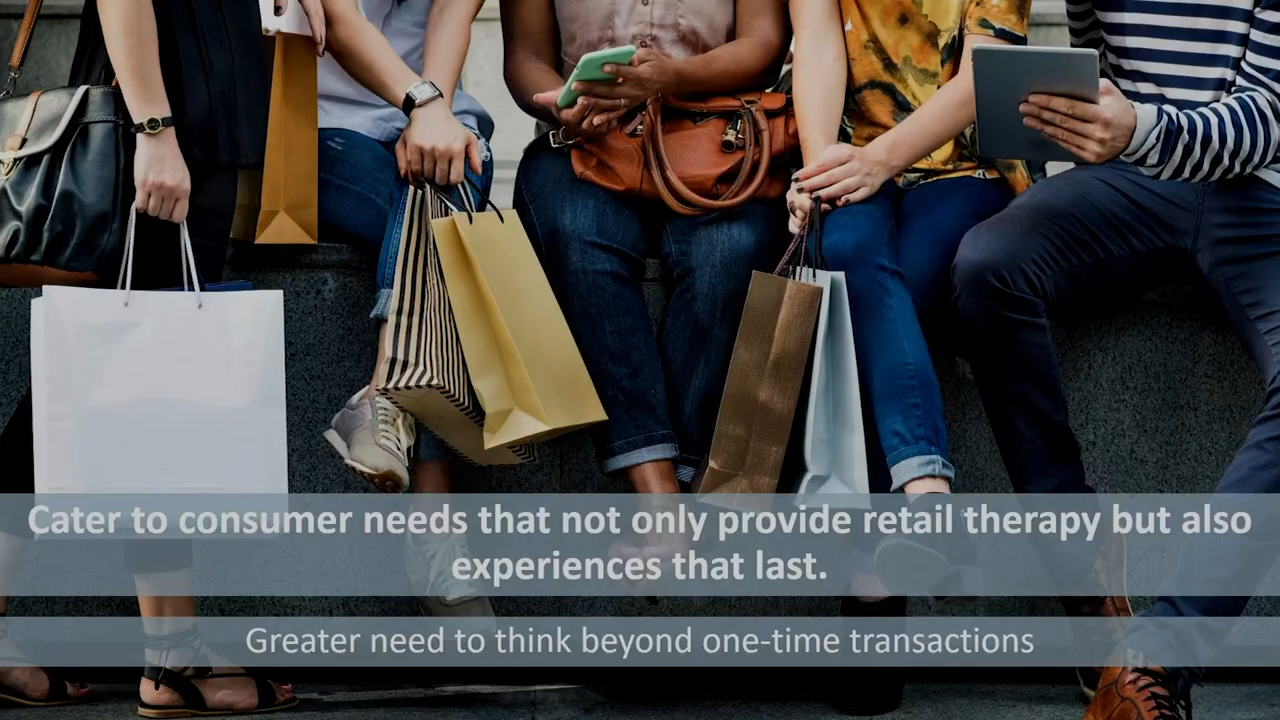 Cater to consumer needs that not only provide retail therapy but also
experiences that last.
Greater need to think beyond one-time transactions